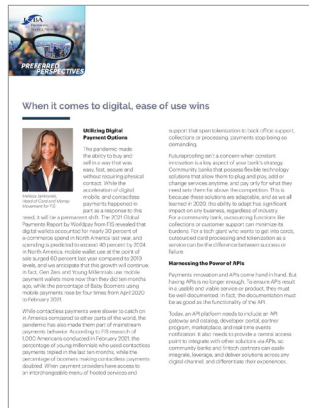 ICBA
PREFERRED
PERSPECTIVES
When it comes to digital, ease of use wins
Utilizing Digital
Payment Options
The pandemic made
the ability to buy and
sell in a way that was
easy, fast, secure and
without requiring physical
contact. While the
acceleration of digital,
mobile, and contactless
payments happened in
part as a response to this
need, it will be a permanent shift. The 2021 Global
Payments Report by Worldpay from FIS revealed that
digital wallets accounted for nearly 30 percent of
e-commerce spend in North America last year, and
spending is predicted to exceed 40 percent by 2024.
in North America, mobile wallet use at the point of
sale surged 60 percent last year compared to 2019
levels, and we anticipate that this growth will continue.
In fact, Gen Zers and Young Millennials use mobile
payment wallets more now than they did ten months
ago, while the percentage of Baby Boomers using
mobile payments rose by four times from April 2020
to February 2021.
While contactless payments were slower to catch on
in America compared to other parts of the world, the
pandemic has also made them part of mainstream
payments behavior. According to FIS research of
1,000 Americans conducted in February 2021, the
percentage of young millennials who used contactless
payments tripled in the last ten months, while the
percentage of boomers making contactless payments
doubled. When payment providers have access to
an interchangeable menu of hosted services and
support that span tokenization to back office support,
collections or processing, payments stop being so
demanding.
Futureproofing isn't a concern when constant
innovation is a key aspect of your bank's strategy.
Community banks that possess flexible technology
solutions that allow them to plug and play, add or
change services anytime, and pay only for what they
need sets them far above the competition. This is
because these solutions are adaptable, and as we all
learned in 2020, the ability to adapt has significant
impact on any business, regardless of industry.
For a community bank, outsourcing functions like
collections or customer support can minimize its
burdens. For a tech giant who wants to get into cards,
outsourced card processing and tokenization as a
service can be the difference between success or
failure.
Harnessing the Power of APIs
Payments innovation and APIs come hand in hand. But
having APIs is no longer enough. To ensure APIs result
in a usable and viable service or product, they must
be well-documented. In fact, the documentation must
be as good as the functionality of the API.
Today, an API platform needs to include an API
gateway and catalog, developer portal, partner
program, marketplace, and real time events
notification. It also needs to provide a central access
point to integrate with other solutions via APIs, so
community banks and fintech partners can easily
integrate, leverage, and deliver solutions across any
digital channel, and differentiate their experiences.